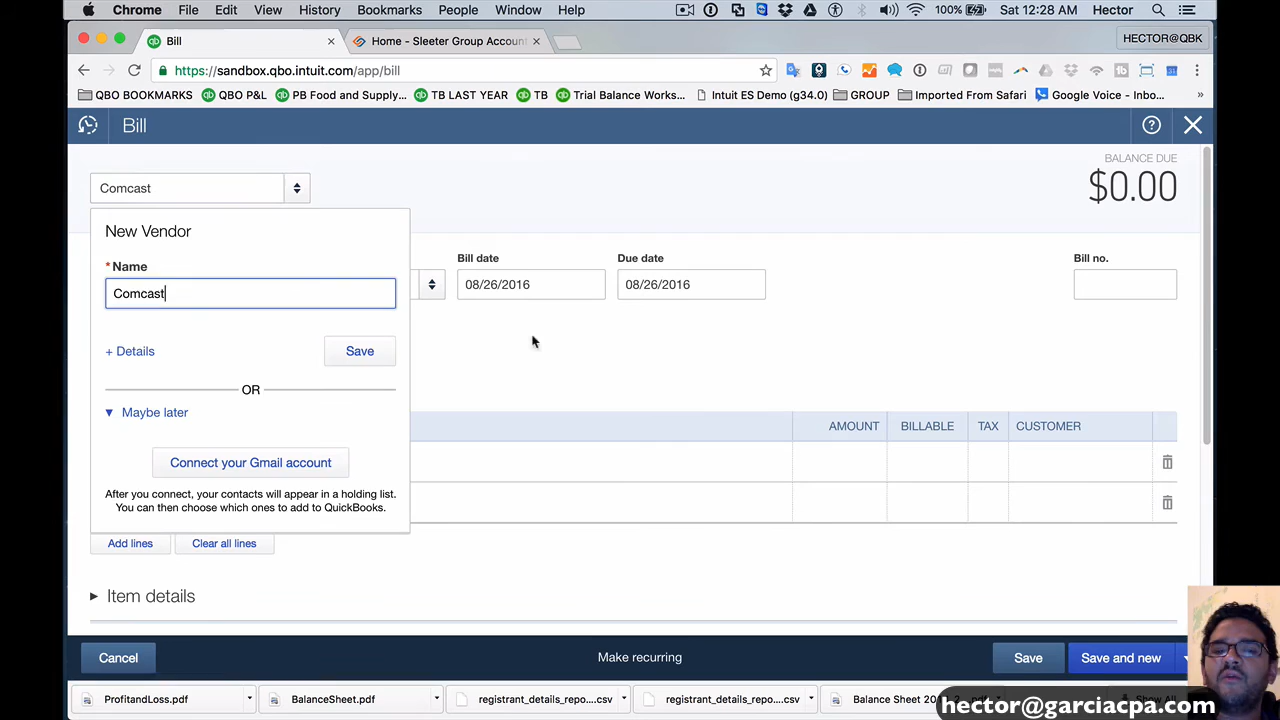 Chrome File Edit View History Bookmarks People Window Help 100% Sat 12:28 AM Hector
Bill Home - Sleeter Group Account HECTOR@QBK
https://sandbox.qbo.intuit.com/app/bill
QBO BOOKMARKS QBO P&L PB Food and Supply... TB LAST YEAR TB Trial Balance Works... Intuit ES Demo (g34.0) GROUP Imported From Safari Google Voice - Inbo... »
Bill
BALANCE DUE
$0.00
Comcast
New Vendor
* Name
Comcast
Bill date Due date Bill no.
08/26/2016 08/26/2016
+ Details Save
OR
Maybe later
AMOUNT BILLABLE TAX CUSTOMER
Connect your Gmail account
After you connect, your contacts will appear in a holding list.
You can then choose which ones to add to QuickBooks.
Add lines Clear all lines
Item details
Cancel Make recurring Save Save and new
ProfitandLoss.pdf BalanceSheet.pdf registrant_details_repo....csv registrant_details_repo....csv Show All
hector@garciacpa.com